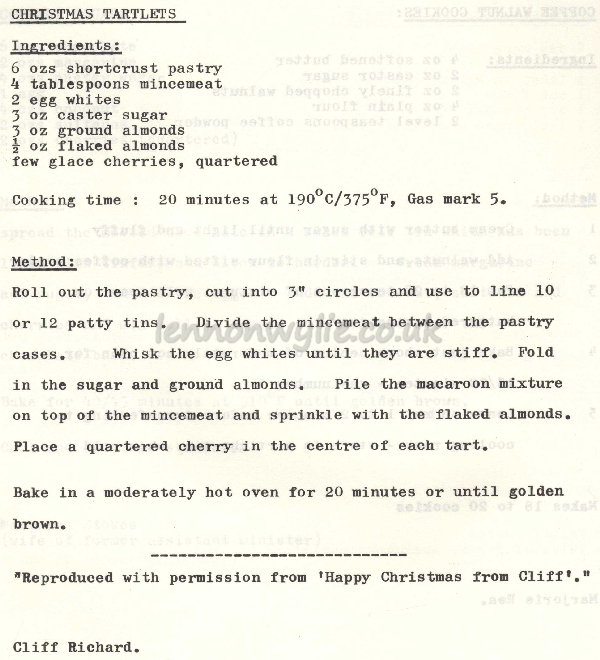 CHRISTMAS TARTLETS
Ingredients:
6 ozs shortcrust pastry
4 tablespoons mincemeat
2 egg whites
3 oz caster sugar
3 oz ground almonds
½ oz flaked almonds
few glace cherries, quartered
Cooking time : 20 minutes at 190°C/375°F, Gas mark 5.
Method:
Roll out the pastry, cut into 3" circles and use to line 10
or 12 patty tins. Divide the mincemeat between the pastry
lennonwylie.co.uk
cases. Whisk the egg whites until they are stiff. Fold
in the sugar and ground almonds. Pile the macaroon mixture
on top of the mincemeat and sprinkle with the flaked almonds.
Place a quartered cherry in the centre of each tart.
Bake in a moderately hot oven for 20 minutes or until golden
brown.
----------------------------
"Reproduced with permission from 'Happy Christmas from Cliff'."
Cliff Richard.